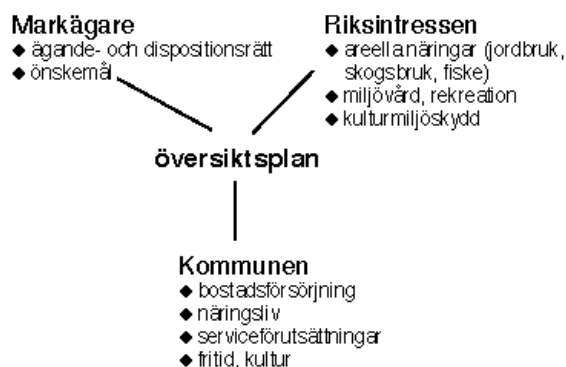 Markägare
◆ ägande- och dispositionsrätt
◆ önskemål
Riksintressen
◆ areella näringar (jordbruk,
skogsbruk, fiske)
◆ miljövård, rekreation
◆ kulturmiljöskydd
översiktsplan
Kommunen
◆ bostadsförsörjning
◆ näringsliv
◆ serviceförutsättningar
◆ fritid, kultur